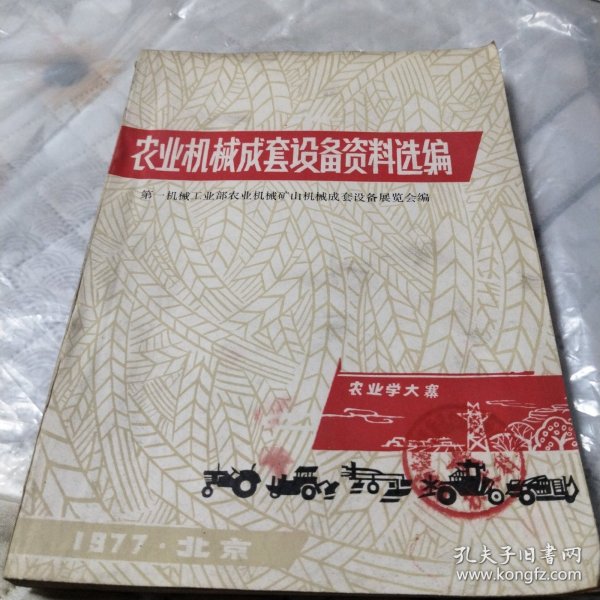 农业机械成套设备资料选编
第一机械工业部农业机械矿山机械成套设备展览会编
农业学大寨
1977·北京
孔夫子旧书网
www.kongfz.com